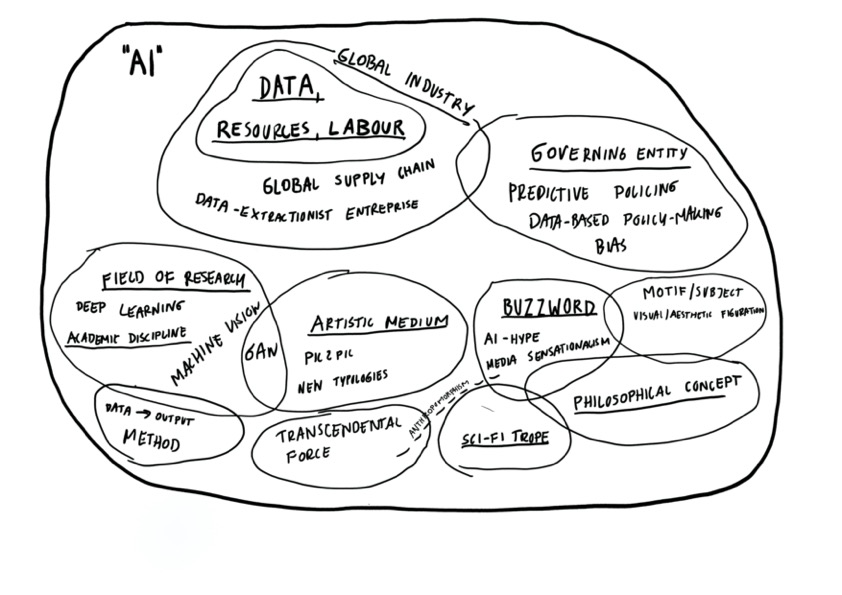 "AI"
GLOBAL INDUSTRY
DATA,
RESOURCES, LABOUR
GLOBAL SUPPLY CHAIN
DATA-EXTRACTIONIST ENTREPRISE
GOVERNING ENTITY
PREDICTIVE POLICING
DATA-BASED POLICY-MAKING
BIAS
FIELD OF RESEARCH
DEEP LEARNING
ACADEMIC DISCIPLINE
MACHINE VISION
GAN
ARTISTIC MEDIUM
PIC2PIC
NEW TYPOLOGIES
BUZZWORD
AI-HYPE
MEDIA SENSATIONALISM
MOTIF/SUBJECT
VISUAL/AESTHETIC FIGURATION
PHILOSOPHICAL CONCEPT
DATA → OUTPUT
METHOD
TRANSCENDENTAL
FORCE
ANTHROPOMORPHISM
SCI-FI TROPE